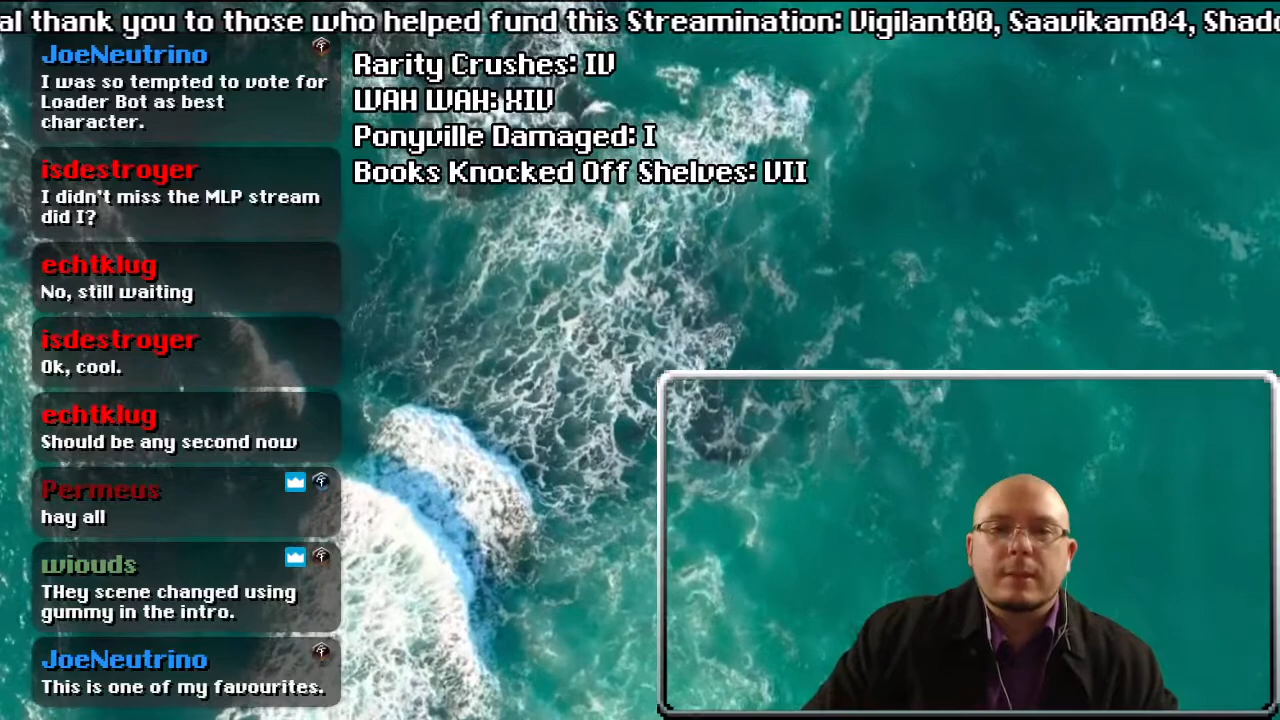 al thank you to those who helped fund this Streamination: Vigilant00, Saavikam04, Shado
JoeNeutrino
I was so tempted to vote for
Loader Bot as best
character.
isdestroyer
I didn't miss the MLP stream
did I?
echtklug
No, still waiting
isdestroyer
Ok, cool.
echtklug
Should be any second now
Permeus
hay all
wiouds
THey scene changed using
gummy in the intro.
JoeNeutrino
This is one of my favourites.
Rarity Crushes: IV
WAH WAH: XIV
Ponyville Damaged: I
Books Knocked Off Shelves: VII